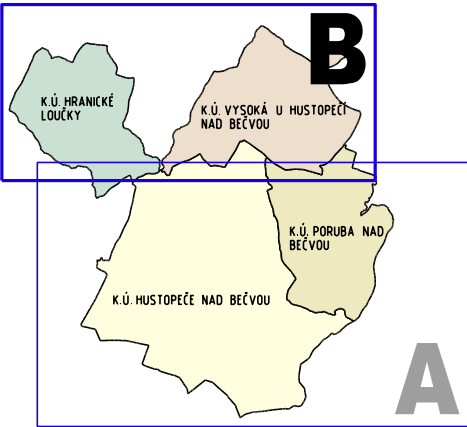 B
K.Ú. HRANICKÉ
LOUČKY
K.Ú. VYSOKÁ U HUSTOPEČÍ
NAD BEČVOU
K.Ú. PORUBA NAD
BEČVOU
K.Ú. HUSTOPEČE NAD BEČVOU
A